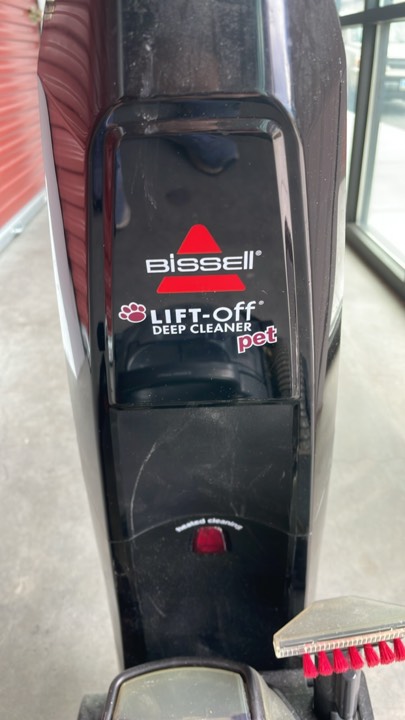 BISSELL®
LIFT-Off®
DEEP CLEANER
pet
heated cleaning